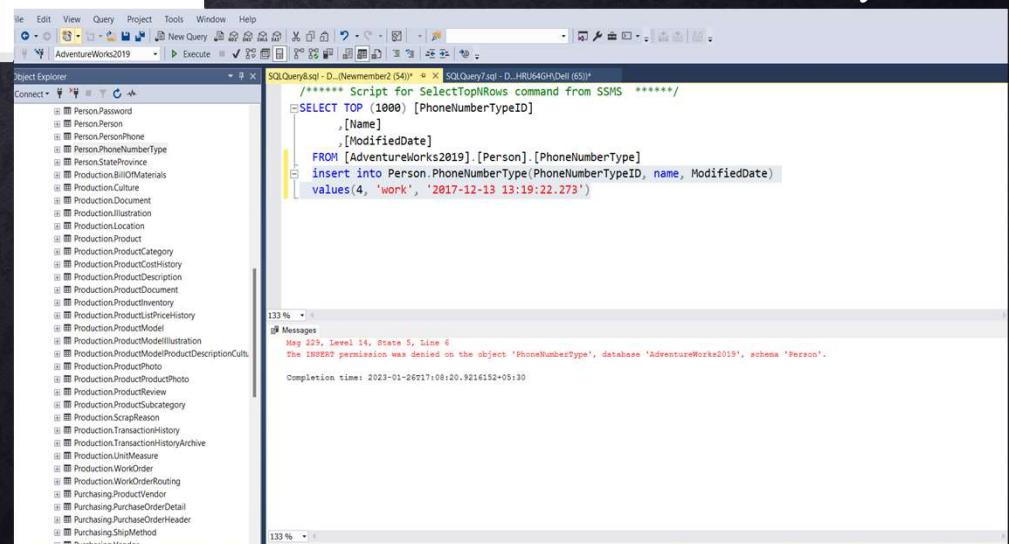 ile Edit View Query Project Tools Window Help
New Query
AdventureWorks2019 Execute
Object Explorer
Connect
Person.Password
Person.Person
Person.PersonPhone
Person.PhoneNumberType
Person.StateProvince
Production.BillOfMaterials
Production.Culture
Production.Document
Production.Illustration
Production.Location
Production.Product
Production.ProductCategory
Production.ProductCostHistory
Production.ProductDescription
Production.ProductDocument
Production.ProductInventory
Production.ProductListPriceHistory
Production.ProductModel
Production.ProductModelIllustration
Production.ProductModelProductDescriptionCultu
Production.ProductPhoto
Production.ProductProductPhoto
Production.ProductReview
Production.ProductSubcategory
Production.ScrapReason
Production.TransactionHistory
Production.TransactionHistoryArchive
Production.UnitMeasure
Production.WorkOrder
Production.WorkOrderRouting
Purchasing.ProductVendor
Purchasing.PurchaseOrderDetail
Purchasing.PurchaseOrderHeader
Purchasing.ShipMethod
SQLQuery8.sql - D...(Newmember2 (54))* SQLQuery7.sql - D...HRU64GH\Dell (65))*
/****** Script for SelectTopNRows command from SSMS ******/
SELECT TOP (1000) [PhoneNumberTypeID]
,[Name]
,[ModifiedDate]
FROM [AdventureWorks2019].[Person].[PhoneNumberType]
insert into Person.PhoneNumberType(PhoneNumberTypeID, name, ModifiedDate)
values(4, 'work', '2017-12-13 13:19:22.273')
133 %
Messages
Msg 229, Level 14, State 5, Line 6
The INSERT permission was denied on the object 'PhoneNumberType', database 'AdventureWorks2019', schema 'Person'.
Completion time: 2023-01-26T17:08:20.9216152+05:30
133 %